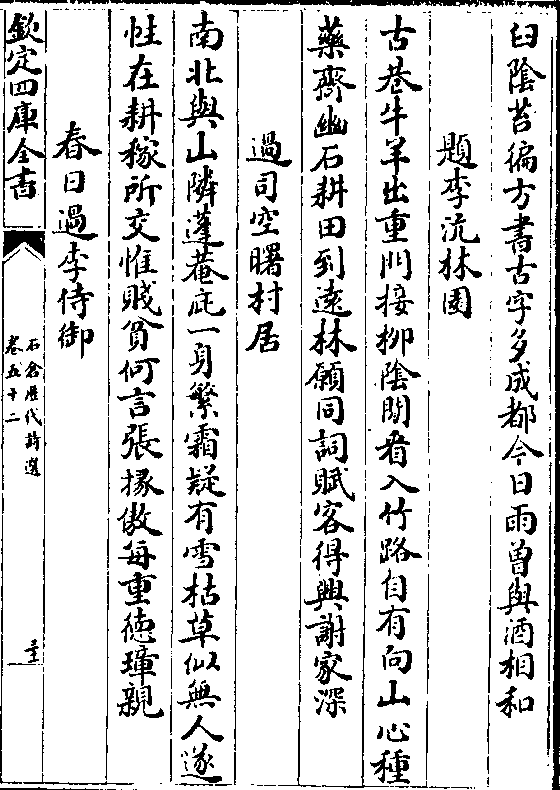 臼陰苔徧方書古字多成都今日雨曾與酒相和
題李沆林園
古巷牛羊出重門接柳陰閒看入竹路自有向山心種
藥齊幽石耕田到遠林願同詞賦客得興謝家深
過司空曙村居
南北與山鄰蓬菴庇一身繁霜疑有雪枯草似無人遂
性在耕稼所交惟賤貧何言張掾傲每重德璋親
春日過李侍御
欽定四庫全書
石倉歷代詩選
卷五十二